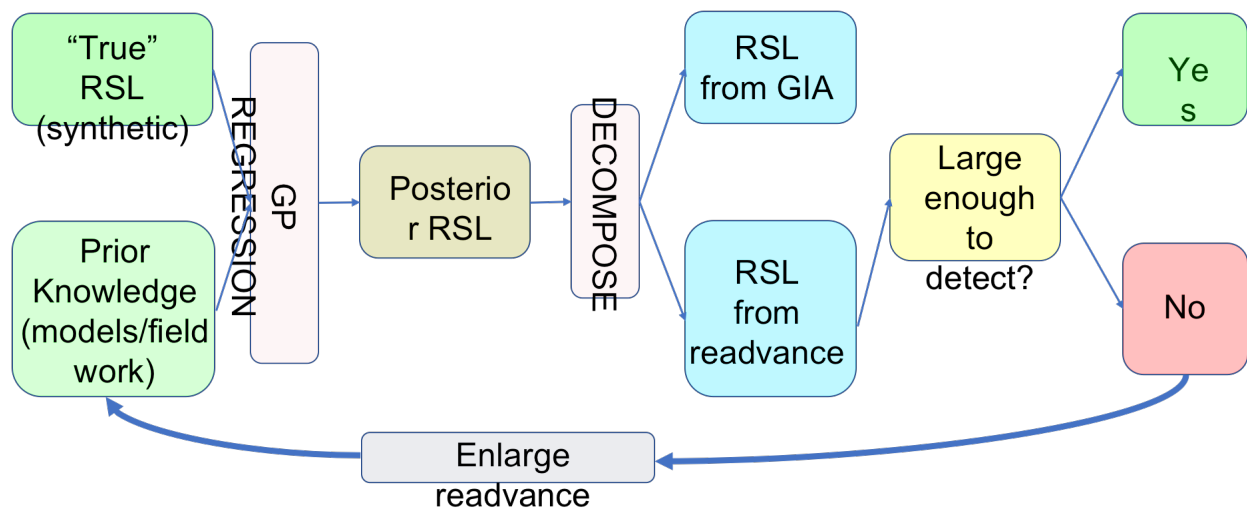 “True”
RSL
(synthetic)
Prior
Knowledge
(models/field
work)
GP
REGRESSION
Posterio
r RSL
DECOMPOSE
RSL
from GIA
RSL
from
readvance
Large
enough
to
detect?
Ye
s
No
Enlarge
readvance